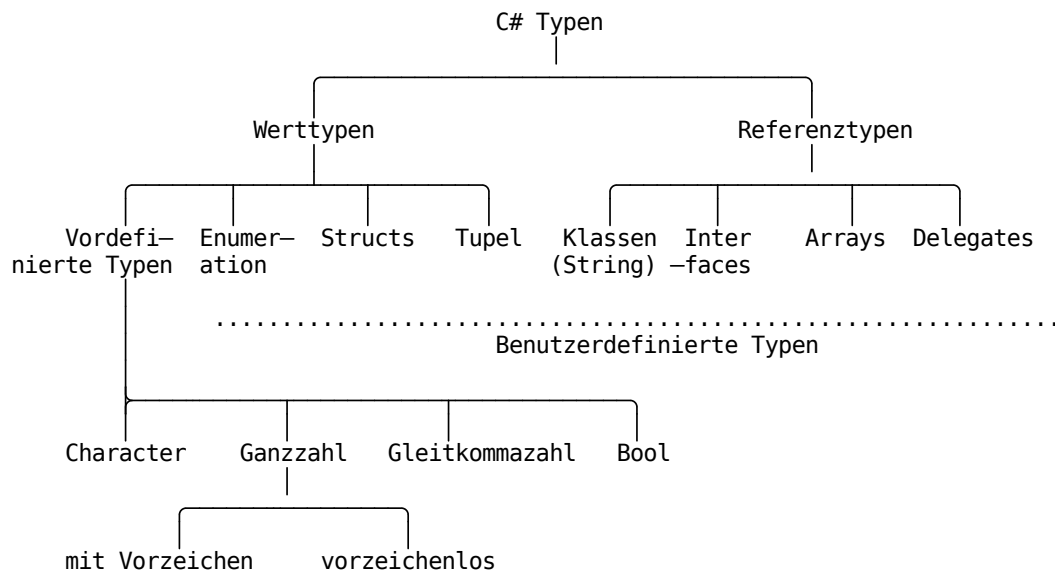 C# Typen
Werttypen Referenztypen
Vordefi– Enumer– Structs Tupel Klassen Inter Arrays Delegates
nierte Typen ation (String) –faces
Benutzerdefinierte Typen
Character Ganzzahl Gleitkommazahl Bool
mit Vorzeichen vorzeichenlos